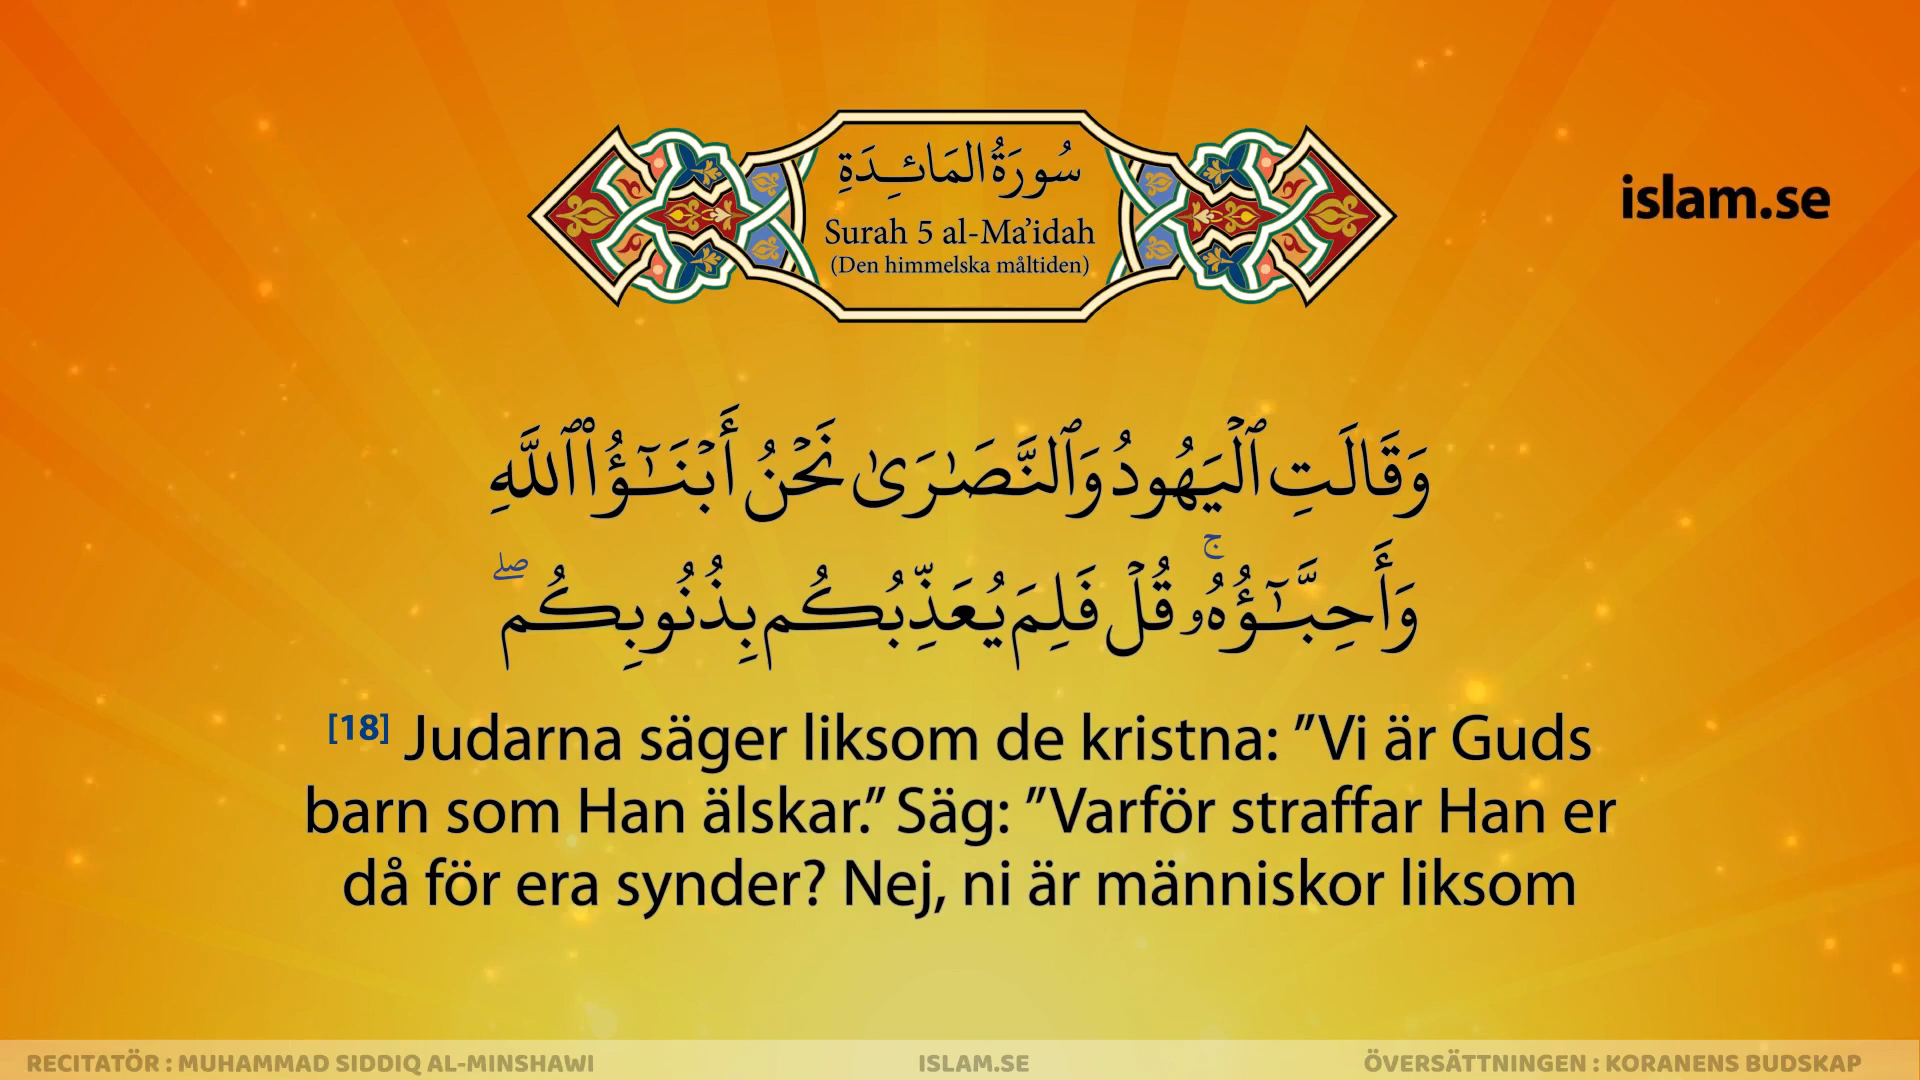 سُورَةُ المَائِدَةِ
Surah 5 al-Ma’idah
(Den himmelska måltiden)
islam.se
وَقَالَتِ ٱلۡيَهُودُ وَٱلنَّصَٰرَىٰ نَحۡنُ أَبۡنَٰٓؤُاْ ٱللَّهِ
وَأَحِبَّٰٓؤُهُۥۚ قُلۡ فَلِمَ يُعَذِّبُكُم بِذُنُوبِكُمۖ
[18] Judarna säger liksom de kristna: ”Vi är Guds
barn som Han älskar.” Säg: ”Varför straffar Han er
då för era synder? Nej, ni är människor liksom
RECITATÖR : MUHAMMAD SIDDIQ AL-MINSHAWI
ISLAM.SE
ÖVERSÄTTNINGEN : KORANENS BUDSKAP